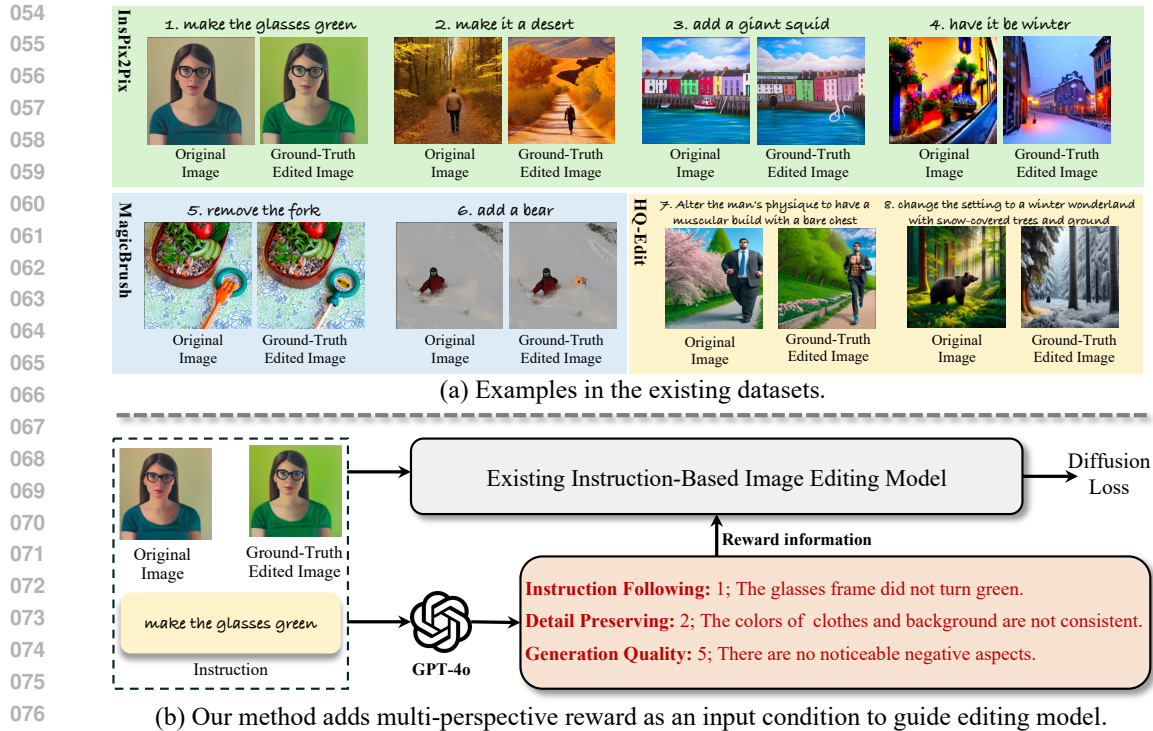 054
055
056
057
058
059
060
061
062
063
064
065
066
067
068
069
070
071
072
073
074
075
076
InsPix2Pix
1. make the glasses green
2. make it a desert
3. add a giant squid
4. have it be winter
Original
Image
Ground-Truth
Edited Image
Original
Image
Ground-Truth
Edited Image
Original
Image
Ground-Truth
Edited Image
Original
Image
Ground-Truth
Edited Image
MagicBrush
5. remove the fork
6. add a bear
Original
Image
Ground-Truth
Edited Image
Original
Image
Ground-Truth
Edited Image
HQ-Edit
7. Alter the man's physique to have a
muscular build with a bare chest
8. change the setting to a winter wonderland
with snow-covered trees and ground
Original
Image
Ground-Truth
Edited Image
Original
Image
Ground-Truth
Edited Image
(a) Examples in the existing datasets.
Original
Image
Ground-Truth
Edited Image
make the glasses green
Instruction
GPT-4o
Existing Instruction-Based Image Editing Model
Diffusion
Loss
Reward information
Instruction Following: 1; The glasses frame did not turn green.
Detail Preserving: 2; The colors of clothes and background are not consistent.
Generation Quality: 5; There are no noticeable negative aspects.
(b) Our method adds multi-perspective reward as an input condition to guide editing model.